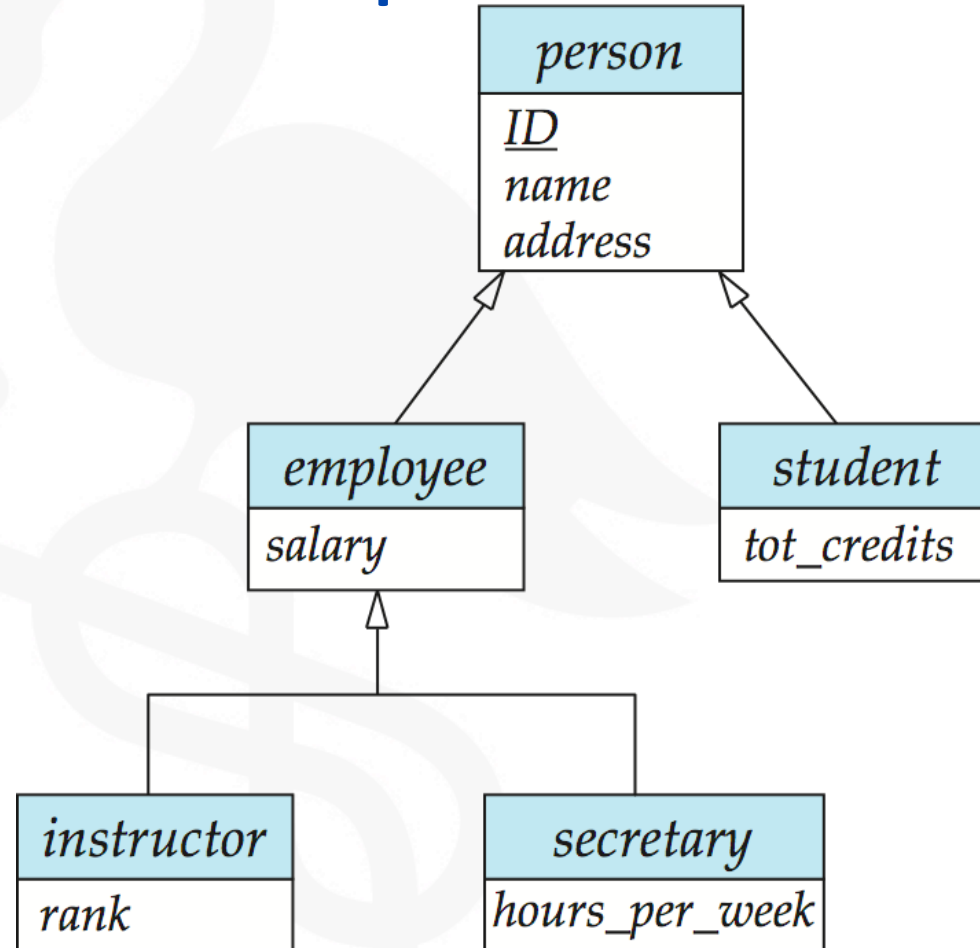 person
ID
name
address
employee
salary
student
tot_credits
instructor
rank
secretary
hours_per_week